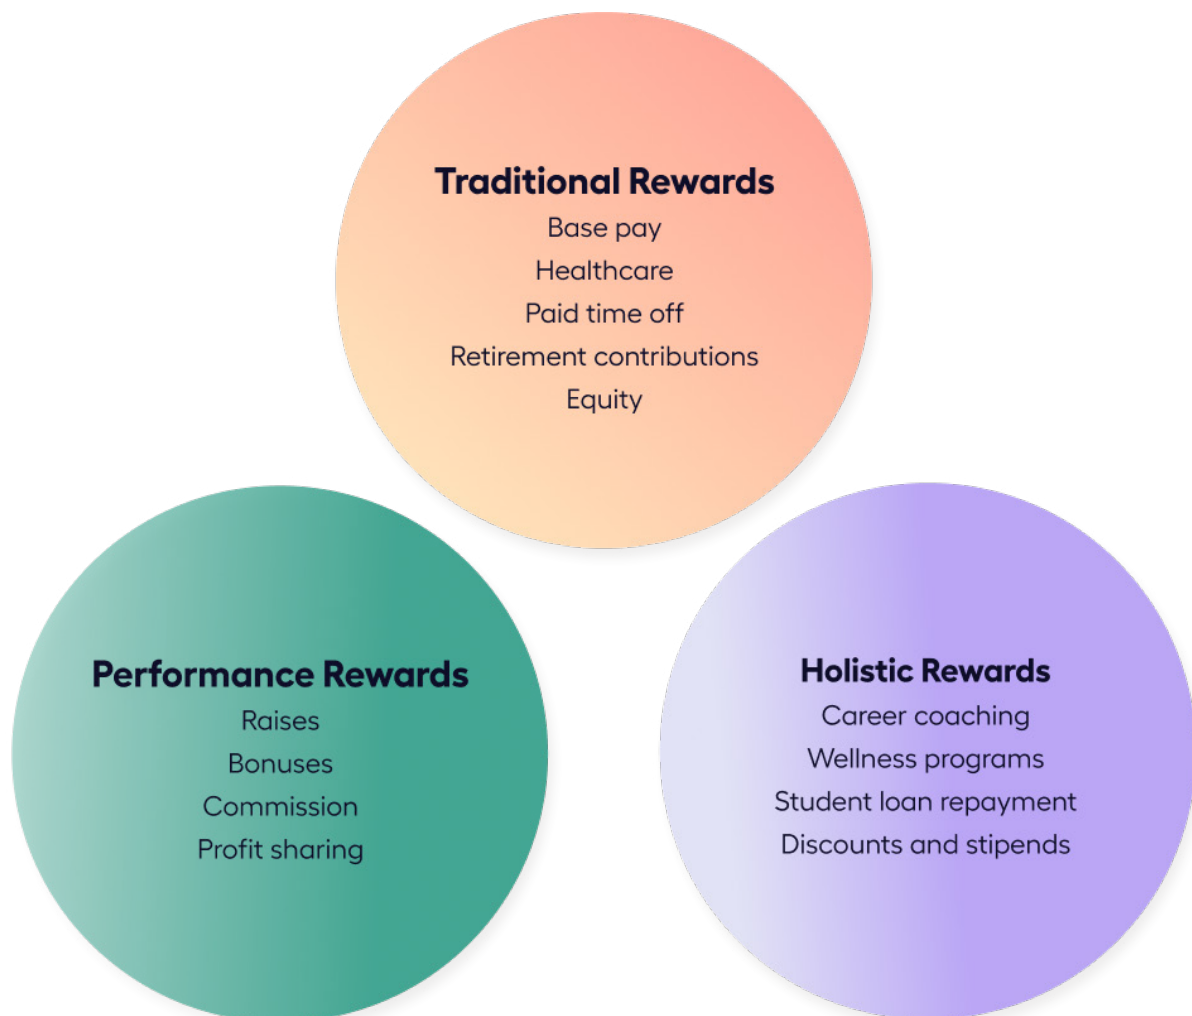 Traditional Rewards
Base pay
Healthcare
Paid time off
Retirement contributions
Equity
Performance Rewards
Raises
Bonuses
Commission
Profit sharing
Holistic Rewards
Career coaching
Wellness programs
Student loan repayment
Discounts and stipends